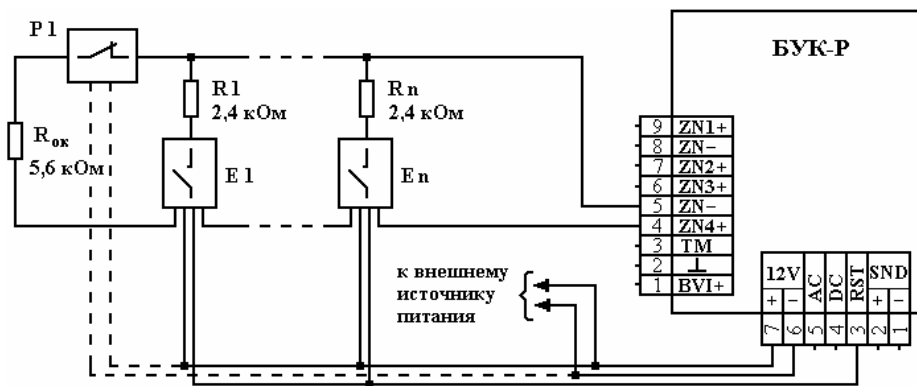 P1
БУК-Р
R1
2,4 кОм
Rn
2,4 кОм
Rок
5,6 кОм
E1
En
9 ZN1+
8 ZN−
7 ZN2+
6 ZN3+
5 ZN−
4 ZN4+
3 TM
2 ⊥
1 BVI+
к внешнему
источнику
питания
12V AC DC RST SND
+ − + -
7 6 5 4 3 2 1